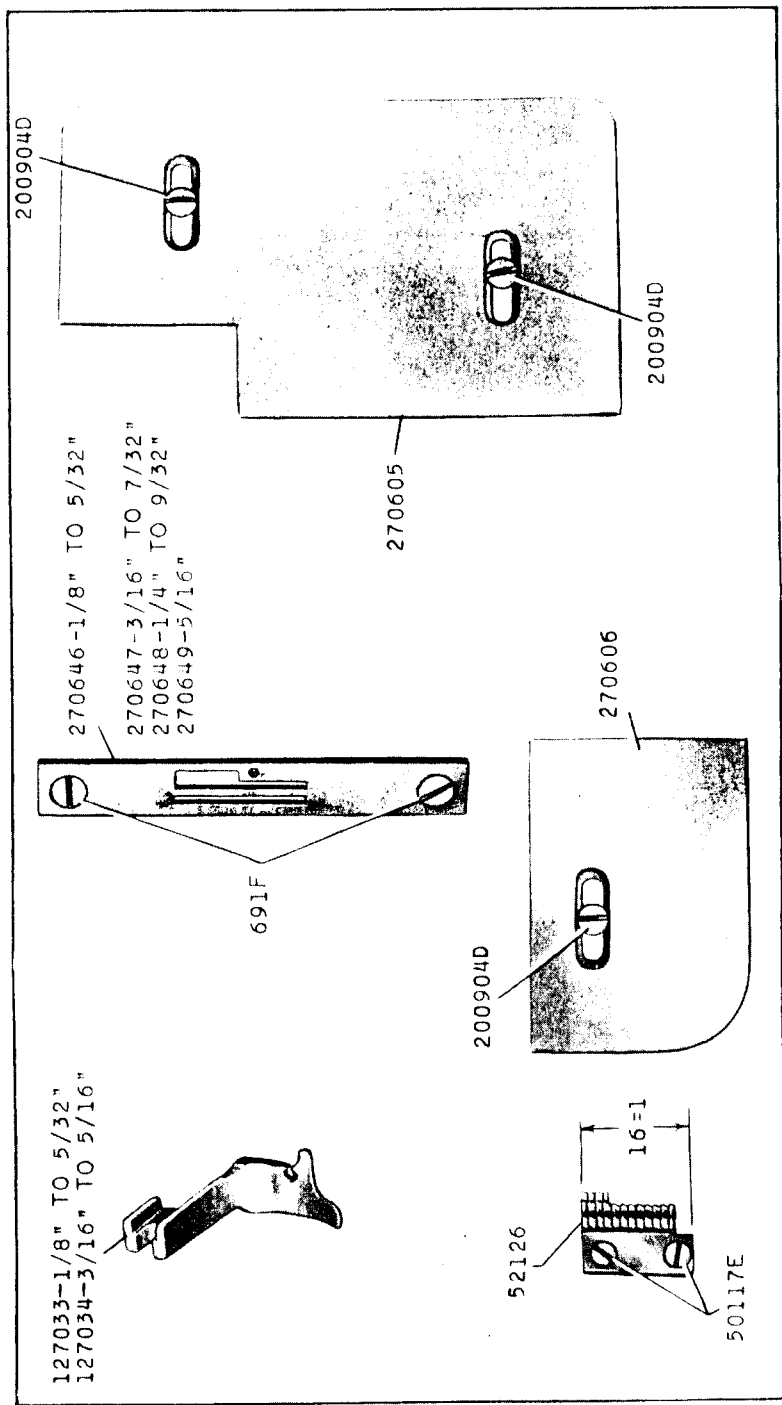 127033-1/8" TO 5/32"
127034-3/16" TO 5/16"
691F
270646-1/8" TO 5/32"
270647-3/16" TO 7/32"
270648-1/4" TO 9/32"
270649-5/16"
200904D
52126
16=1
50117E
200904D
270606
270605
200904D